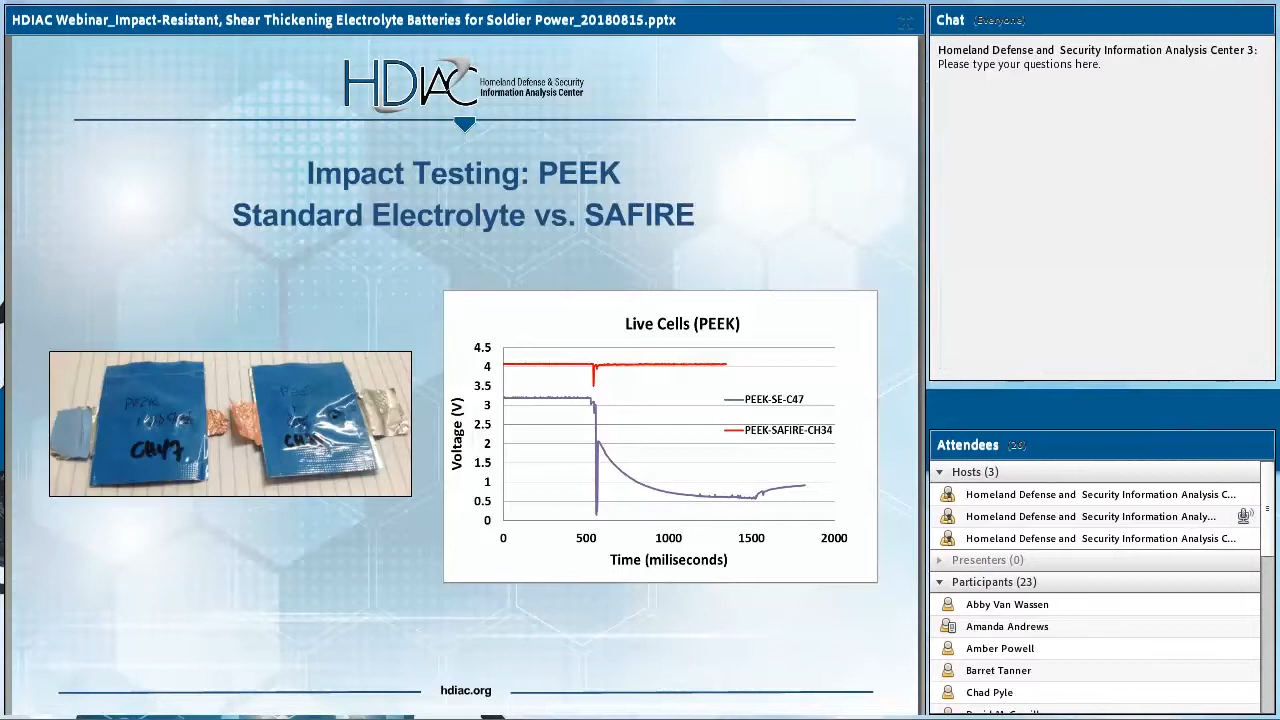 HDIAC Webinar_Impact-Resistant, Shear Thickening Electrolyte Batteries for Soldier Power_20180815.pptx
HDIAC
Homeland Defense & Security
Information Analysis Center
Impact Testing: PEEK
Standard Electrolyte vs. SAFIRE
PEEK
Live Cells (PEEK)
Voltage (V)
4.5
4
3.5
3
2.5
2
1.5
1
0.5
0
PEEK-SE-C47
PEEK-SAFIRE-CH34
0 500 1000 1500 2000
Time (miliseconds)
hdiac.org
Chat (Everyone)
Homeland Defense and Security Information Analysis Center 3:
Please type your questions here.
Attendees (26)
Hosts (3)
Homeland Defense and Security Information Analysis C...
Homeland Defense and Security Information Analy...
Homeland Defense and Security Information Analysis C...
Presenters (0)
Participants (23)
Abby Van Wassen
Amanda Andrews
Amber Powell
Barret Tanner
Chad Pyle